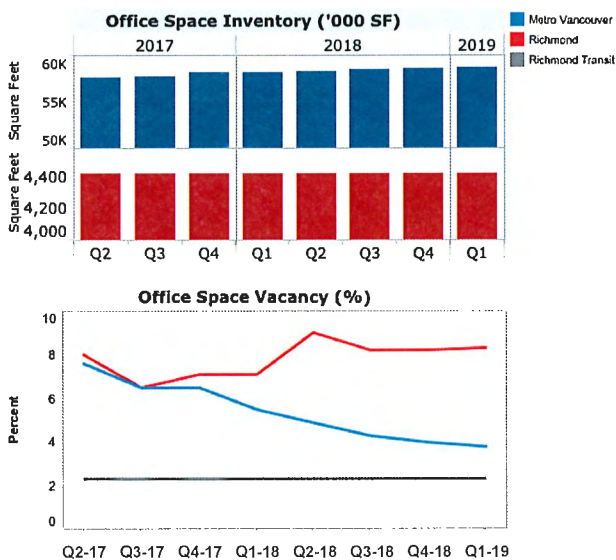 Office Space Inventory ('000 SF)
Metro Vancouver
Richmond
Richmond Transit
2017 2018 2019
Square Feet
60K
55K
50K
Square Feet
4,400
4,200
4,000
Q2 Q3 Q4 Q1 Q2 Q3 Q4 Q1
Office Space Vacancy (%)
Percent
10
8
6
4
2
0
Q2-17 Q3-17 Q4-17 Q1-18 Q2-18 Q3-18 Q4-18 Q1-19